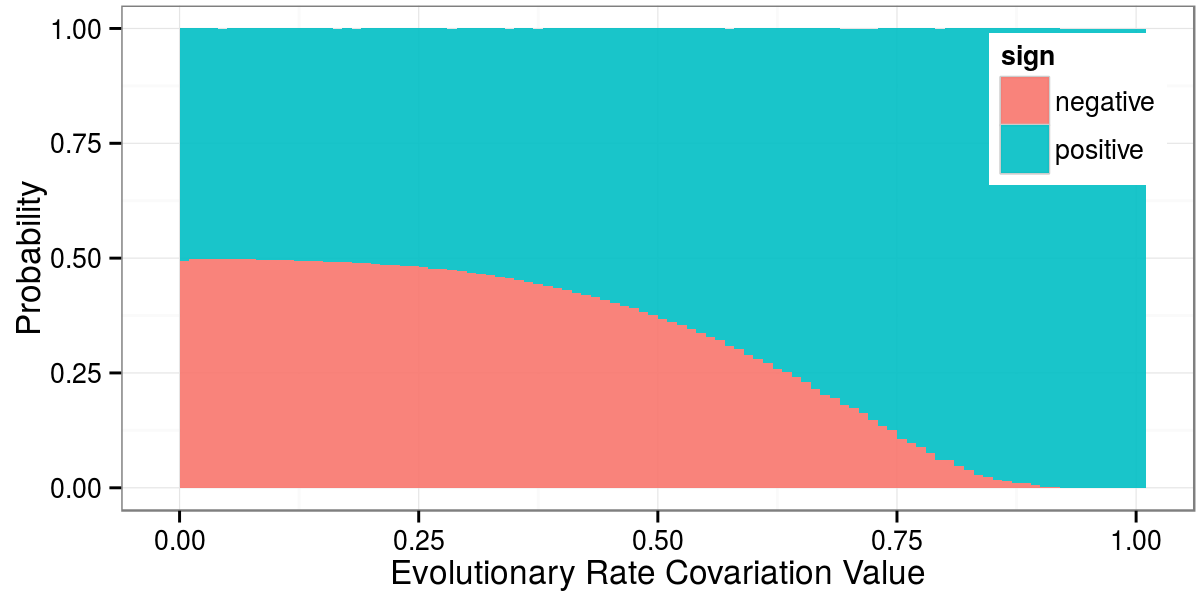 1.00
0.75
0.50
0.25
0.00
Probability
sign
negative
positive
0.00 0.25 0.50 0.75 1.00
Evolutionary Rate Covariation Value